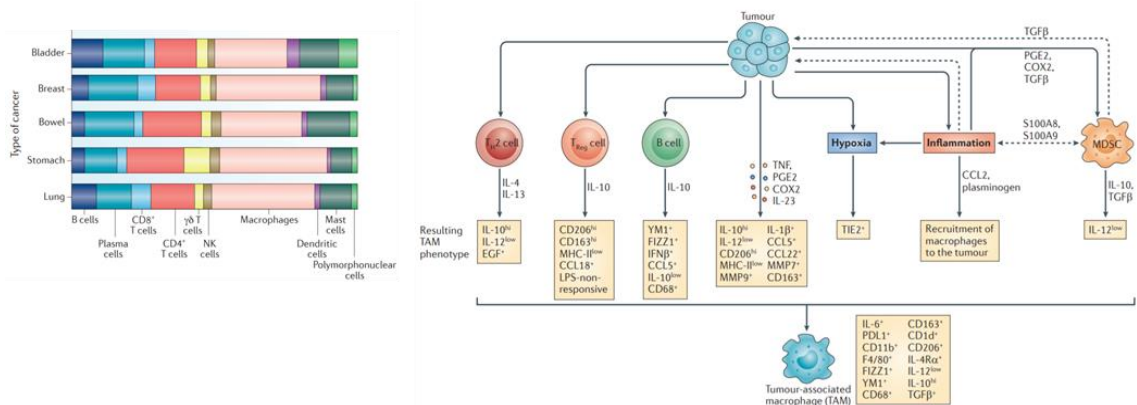 Type of cancer
Bladder
Breast
Bowel
Stomach
Lung
B cells
Plasma
cells
CD8⁺
T cells
CD4⁺
T cells
γδ T
cells
NK
cells
Macrophages
Dendritic
cells
Mast
cells
Polymorphonuclear
cells
Tumour
TGFβ
PGE2,
COX2,
TGFβ
T_H2 cell
T_Reg cell
B cell
Hypoxia
Inflammation
S100A8,
S100A9
MDSC
IL-4
IL-13
IL-10
IL-10
TNF,
PGE2
COX2
IL-23
CCL2,
plasminogen
IL-10,
TGFβ
Resulting
TAM
phenotype
IL-10ʰⁱ
IL-12ˡᵒʷ
EGF⁺
CD206ʰⁱ
CD163ʰⁱ
MHC-IIˡᵒʷ
CCL18⁺
LPS-non-
responsive
YM1⁺
FIZZ1⁺
IFNβ⁺
CCL5⁺
IL-10ˡᵒʷ
CD68⁺
IL-10ʰⁱ IL-1β⁺
IL-12ˡᵒʷ CCL5⁺
CD206ʰⁱ CCL22⁺
MHC-IIˡᵒʷ MMP7⁺
MMP9⁺ CD163⁺
TIE2⁺
Recruitment of
macrophages
to the tumour
IL-12ˡᵒʷ
Tumour-associated
macrophage (TAM)
IL-6⁺ CD163⁺
PDL1⁺ CD1d⁺
CD11b⁺ CD206⁺
F4/80⁺ IL-4Rα⁺
FIZZ1⁺ IL-12ˡᵒʷ
YM1⁺ IL-10ʰⁱ
CD68⁺ TGFβ⁺